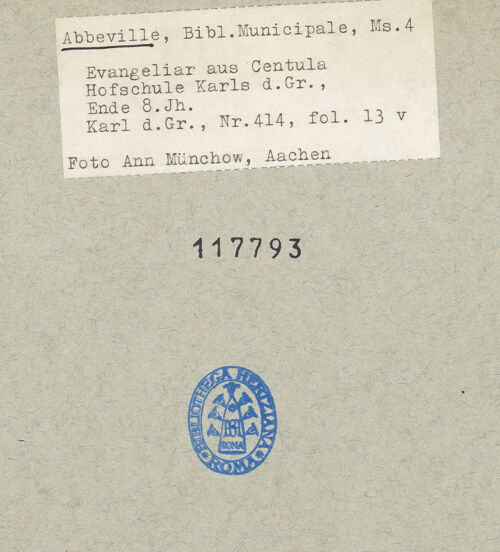 Abbeville, Bibl.Municipale, Ms.4
Evangeliar aus Centula
Hofschule Karls d.Gr.,
Ende 8.Jh.
Karl d.Gr., Nr.414, fol. 13 v
Foto Ann Münchow, Aachen
117793
BIBLIOTHECA HERTZIANA
BH
ROMA
ROMA